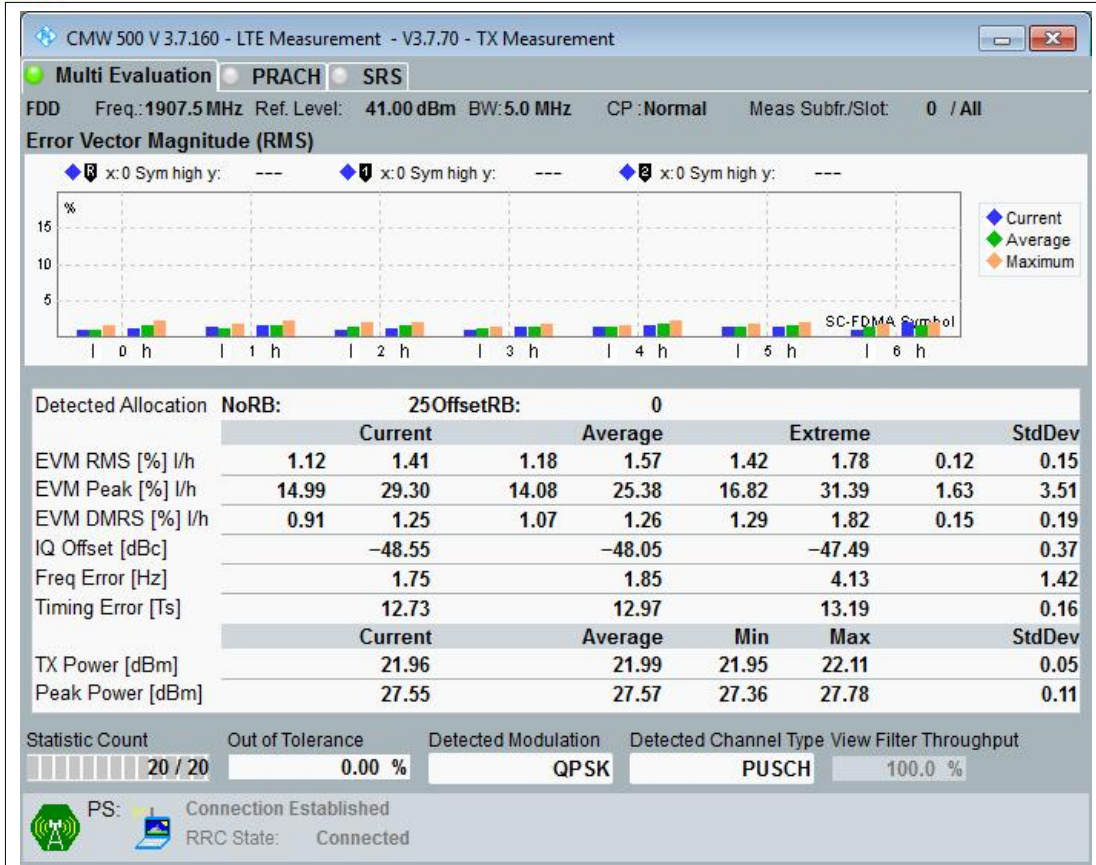 CMW 500 V 3.7.160 - LTE Measurement - V3.7.70 - TX Measurement
Multi Evaluation PRACH SRS
FDD Freq.: 1907.5 MHz Ref. Level: 41.00 dBm BW: 5.0 MHz CP : Normal Meas Subfr./Slot: 0 / All
Error Vector Magnitude (RMS)
R x: 0 Sym high y: --- 1 x: 0 Sym high y: --- 2 x: 0 Sym high y: ---
%
15
10
5
Current
Average
Maximum
SC-FDMA Symbol
l 0 h l 1 h l 2 h l 3 h l 4 h l 5 h l 6 h
Detected Allocation NoRB: 25 OffsetRB: 0
Current Average Extreme StdDev
EVM RMS [%] l/h 1.12 1.41 1.18 1.57 1.42 1.78 0.12 0.15
EVM Peak [%] l/h 14.99 29.30 14.08 25.38 16.82 31.39 1.63 3.51
EVM DMRS [%] l/h 0.91 1.25 1.07 1.26 1.29 1.82 0.15 0.19
IQ Offset [dBc] −48.55 −48.05 −47.49 0.37
Freq Error [Hz] 1.75 1.85 4.13 1.42
Timing Error [Ts] 12.73 12.97 13.19 0.16
Current Average Min Max StdDev
TX Power [dBm] 21.96 21.99 21.95 22.11 0.05
Peak Power [dBm] 27.55 27.57 27.36 27.78 0.11
Statistic Count Out of Tolerance Detected Modulation Detected Channel Type View Filter Throughput
20 / 20 0.00 % QPSK PUSCH 100.0 %
PS: Connection Established
RRC State: Connected